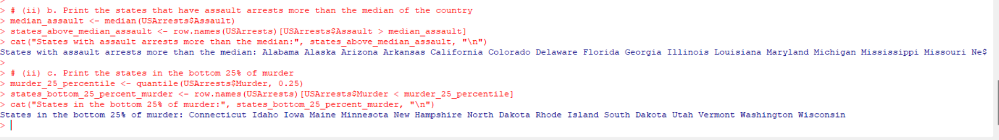 > # (ii) b. Print the states that have assault arrests more than the median of the country
> median_assault <- median(USArrests$Assault)
> states_above_median_assault <- row.names(USArrests)[USArrests$Assault > median_assault]
> cat("States with assault arrests more than the median:", states_above_median_assault, "\n")
States with assault arrests more than the median: Alabama Alaska Arizona Arkansas California Colorado Delaware Florida Georgia Illinois Louisiana Maryland Michigan Mississippi Missouri Ne$
>
> # (ii) c. Print the states in the bottom 25% of murder
> murder_25_percentile <- quantile(USArrests$Murder, 0.25)
> states_bottom_25_percent_murder <- row.names(USArrests)[USArrests$Murder < murder_25_percentile]
> cat("States in the bottom 25% of murder:", states_bottom_25_percent_murder, "\n")
States in the bottom 25% of murder: Connecticut Idaho Iowa Maine Minnesota New Hampshire North Dakota Rhode Island South Dakota Utah Vermont Washington Wisconsin
>